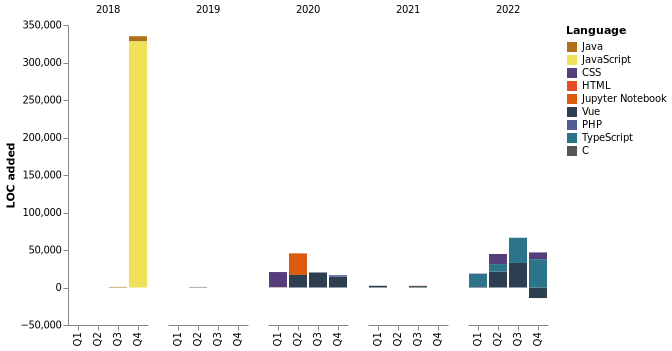 2018 2019 2020 2021 2022
350,000
300,000
250,000
200,000
150,000
100,000
50,000
0
−50,000
LOC added
Q1 Q2 Q3 Q4 Q1 Q2 Q3 Q4 Q1 Q2 Q3 Q4 Q1 Q2 Q3 Q4 Q1 Q2 Q3 Q4
Language
Java
JavaScript
CSS
HTML
Jupyter Notebook
Vue
PHP
TypeScript
C